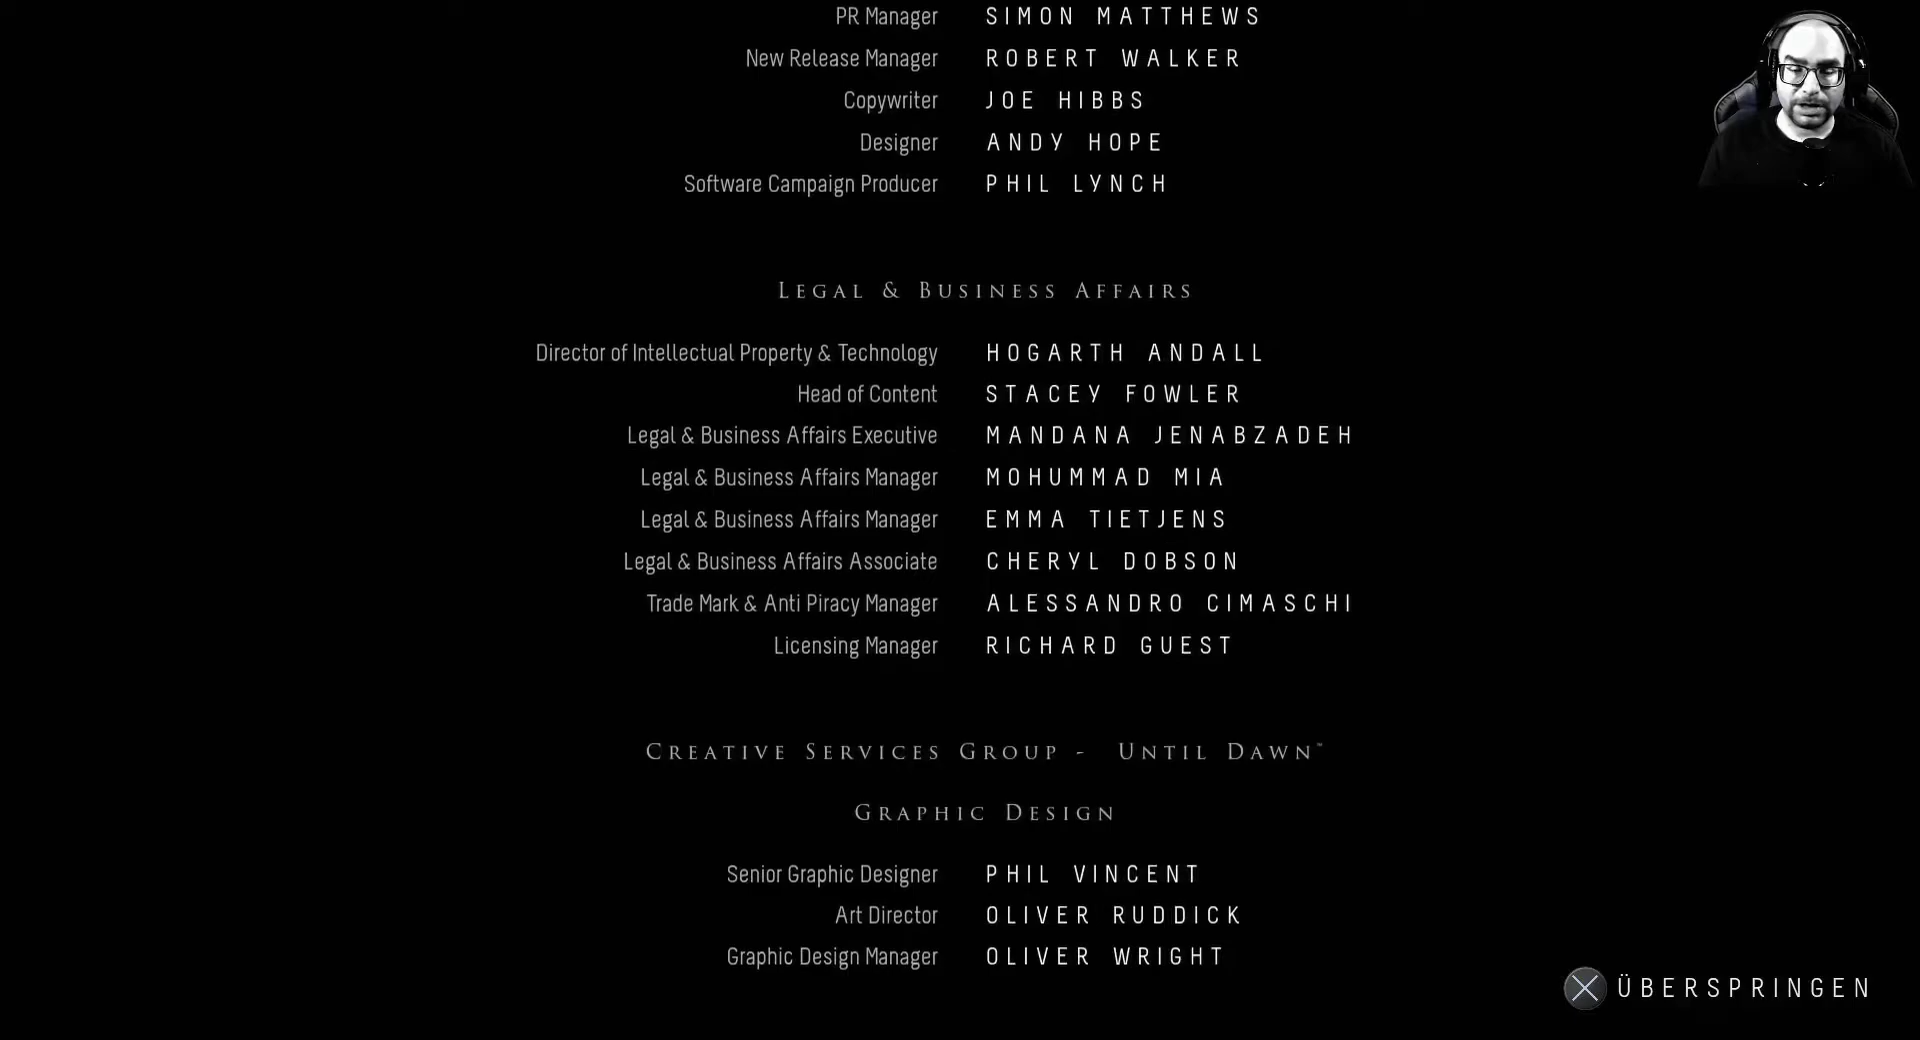 PR Manager SIMON MATTHEWS
New Release Manager ROBERT WALKER
Copywriter JOE HIBBS
Designer ANDY HOPE
Software Campaign Producer PHIL LYNCH
LEGAL & BUSINESS AFFAIRS
Director of Intellectual Property & Technology HOGARTH ANDALL
Head of Content STACEY FOWLER
Legal & Business Affairs Executive MANDANA JENABZADEH
Legal & Business Affairs Manager MOHUMMAD MIA
Legal & Business Affairs Manager EMMA TIETJENS
Legal & Business Affairs Associate CHERYL DOBSON
Trade Mark & Anti Piracy Manager ALESSANDRO CIMASCHI
Licensing Manager RICHARD GUEST
CREATIVE SERVICES GROUP - UNTIL DAWN™
GRAPHIC DESIGN
Senior Graphic Designer PHIL VINCENT
Art Director OLIVER RUDDICK
Graphic Design Manager OLIVER WRIGHT
ÜBERSPRINGEN